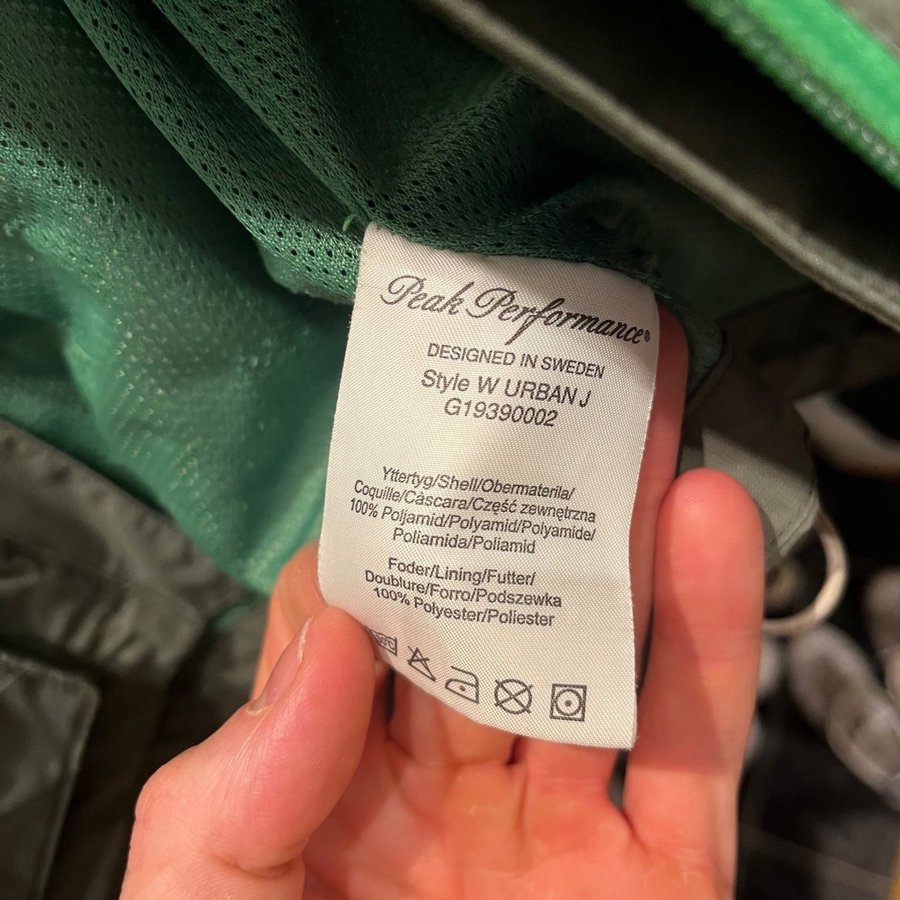 Peak Performance®
DESIGNED IN SWEDEN
Style W URBAN J
G19390002
Yttertyg/Shell/Obermaterila/
Coquille/Càscara/Część zewnętrzna
100% Poljamid/Polyamid/Polyamide/
Poliamida/Poliamid
Foder/Lining/Futter/
Doublure/Forro/Podszewka
100% Polyester/Poliester